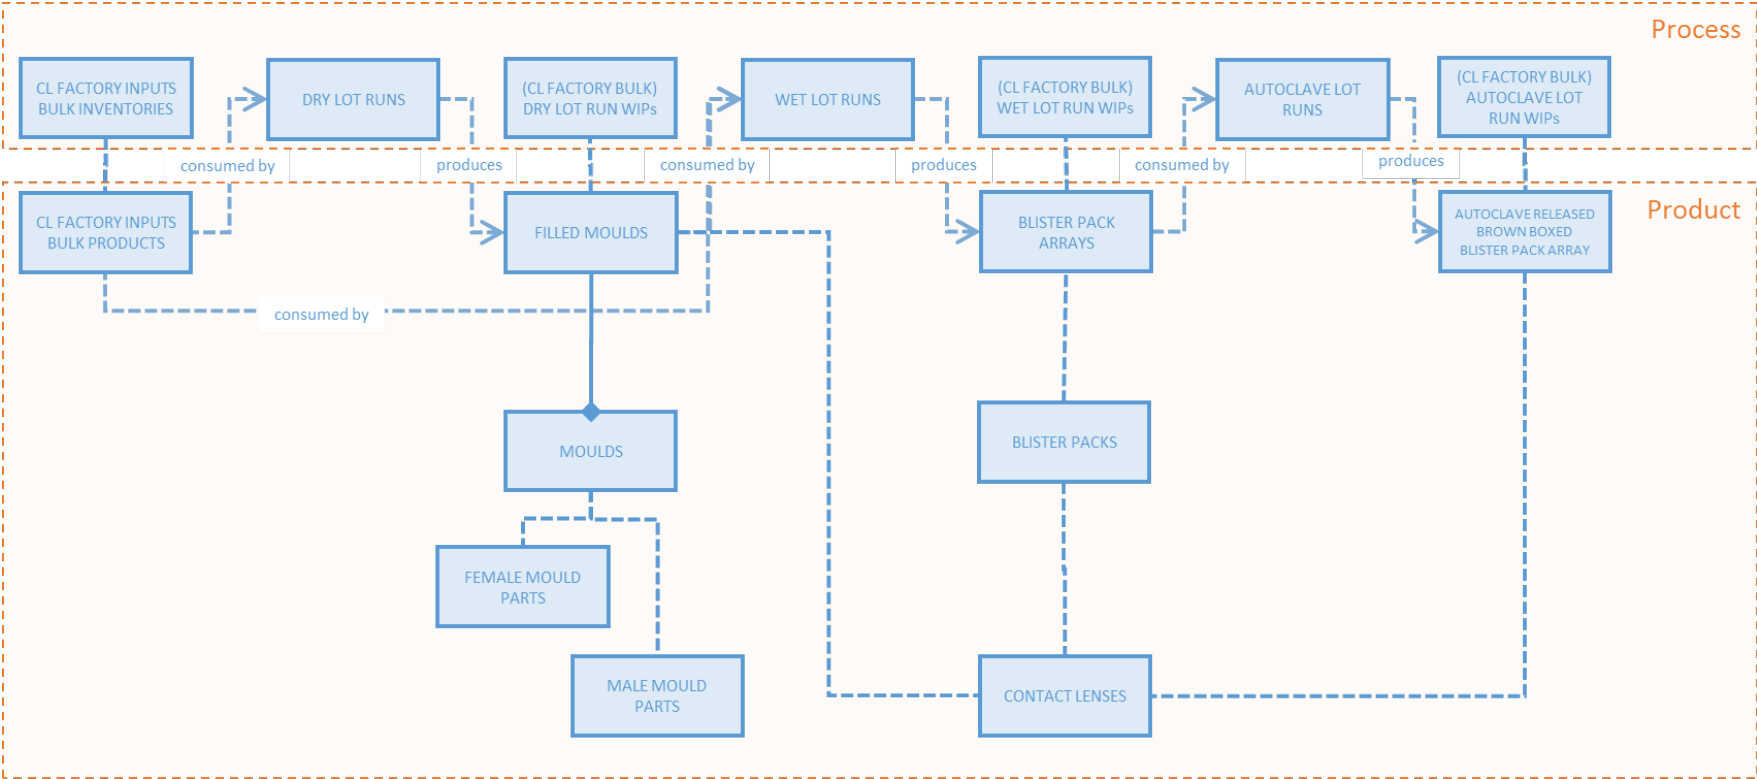 Process
CL FACTORY INPUTS
BULK INVENTORIES
DRY LOT RUNS
(CL FACTORY BULK)
DRY LOT RUN WIPs
WET LOT RUNS
(CL FACTORY BULK)
WET LOT RUN WIPs
AUTOCLAVE LOT
RUNS
(CL FACTORY BULK)
AUTOCLAVE LOT
RUN WIPs
consumed by
produces
consumed by
produces
consumed by
produces
Product
CL FACTORY INPUTS
BULK PRODUCTS
FILLED MOULDS
BLISTER PACK
ARRAYS
AUTOCLAVE RELEASED
BROWN BOXED
BLISTER PACK ARRAY
consumed by
MOULDS
BLISTER PACKS
FEMALE MOULD
PARTS
MALE MOULD
PARTS
CONTACT LENSES